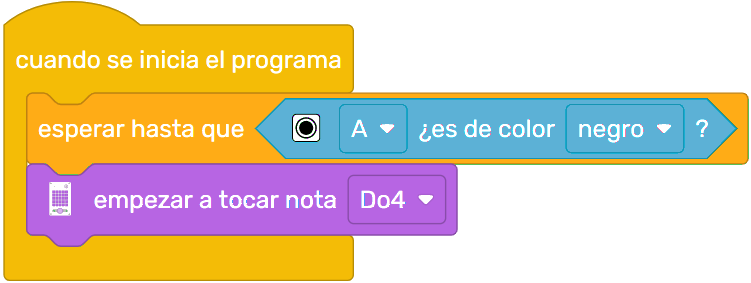 cuando se inicia el programa
esperar hasta que A ¿es de color negro ?
empezar a tocar nota Do4